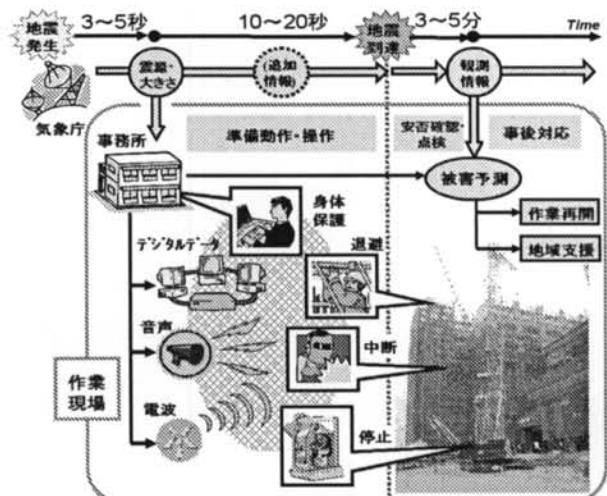 地震
発生
3〜5秒
10〜20秒
地震
到達
3〜5分
Time
気象庁
震源・
大きさ
(追加
情報)
観測
情報
事務所
準備動作・操作
安否確認・
点検
事後対応
身体
保護
被害予測
作業再開
地域支援
デジタルデータ
退避
音声
中断
作業
現場
電波
停止